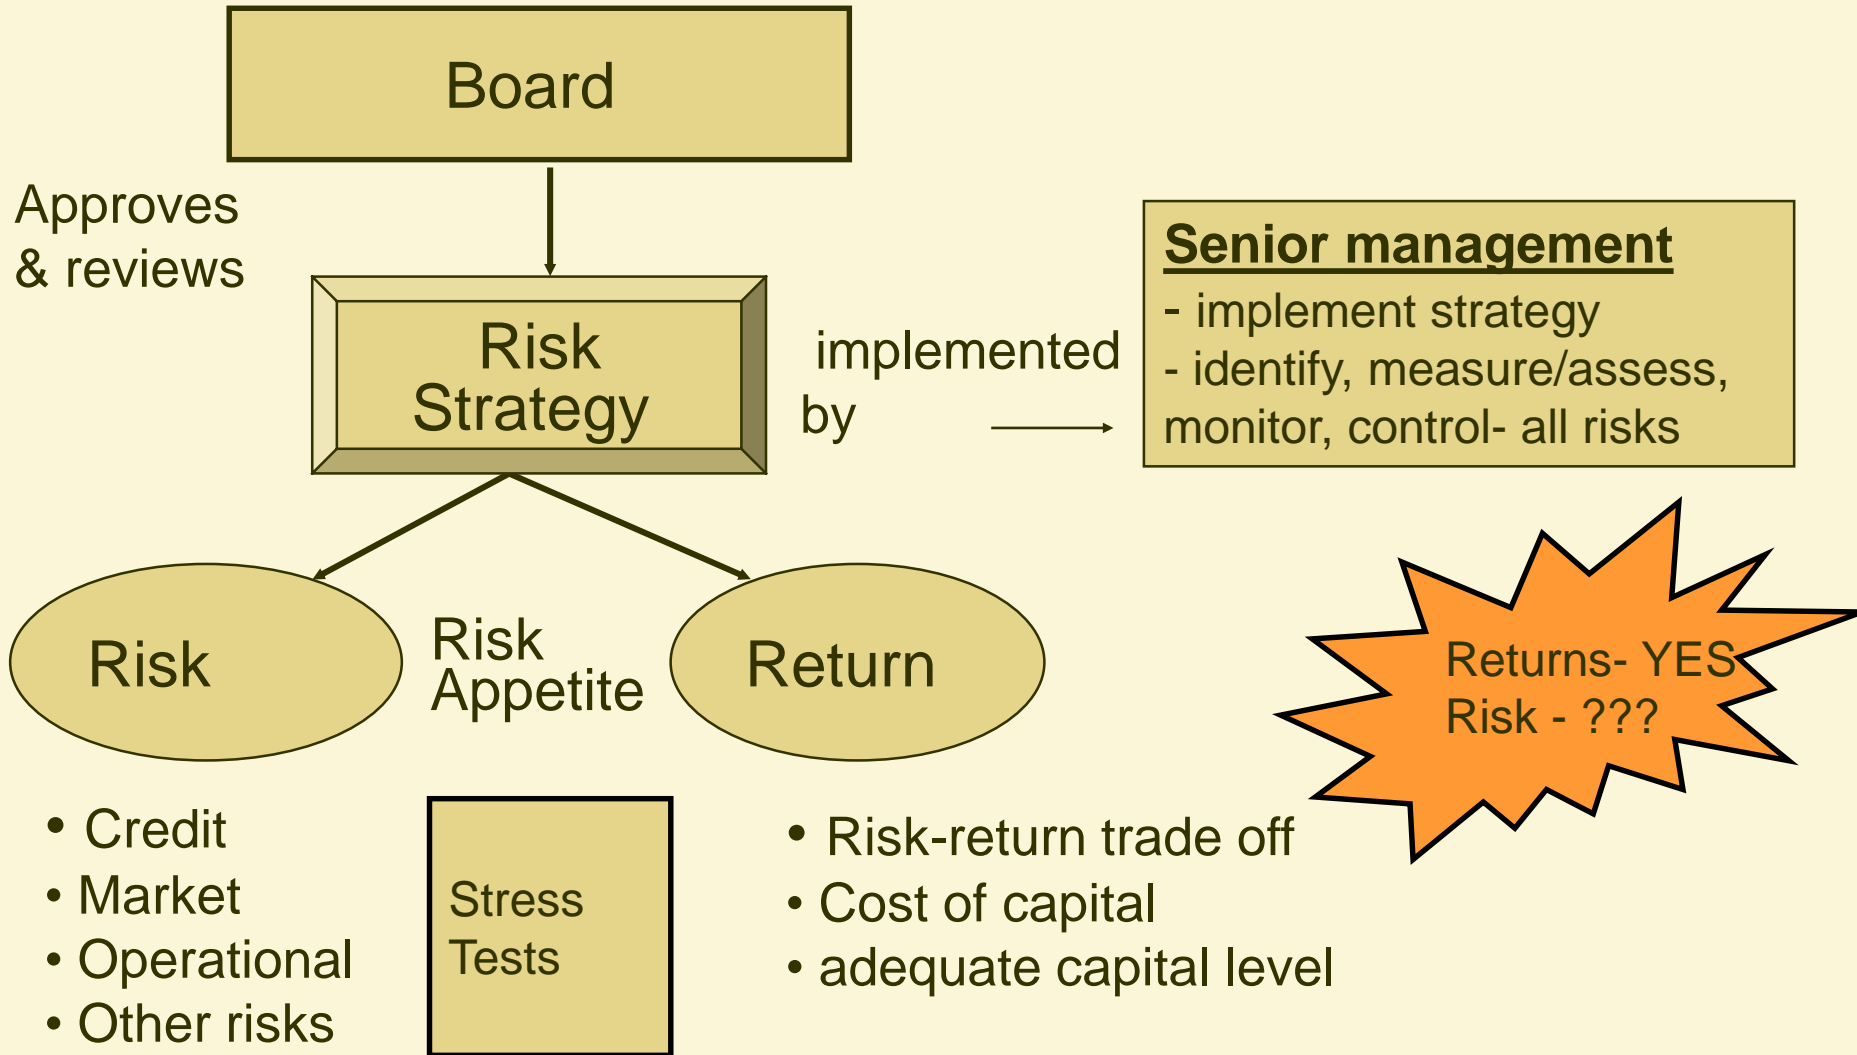 Board
Approves
& reviews
Risk
Strategy
implemented
by
Senior management
- implement strategy
- identify, measure/assess,
monitor, control- all risks
Risk
Risk
Appetite
Return
Returns- YES
Risk - ???
• Credit
• Market
• Operational
• Other risks
Stress
Tests
• Risk-return trade off
• Cost of capital
• adequate capital level